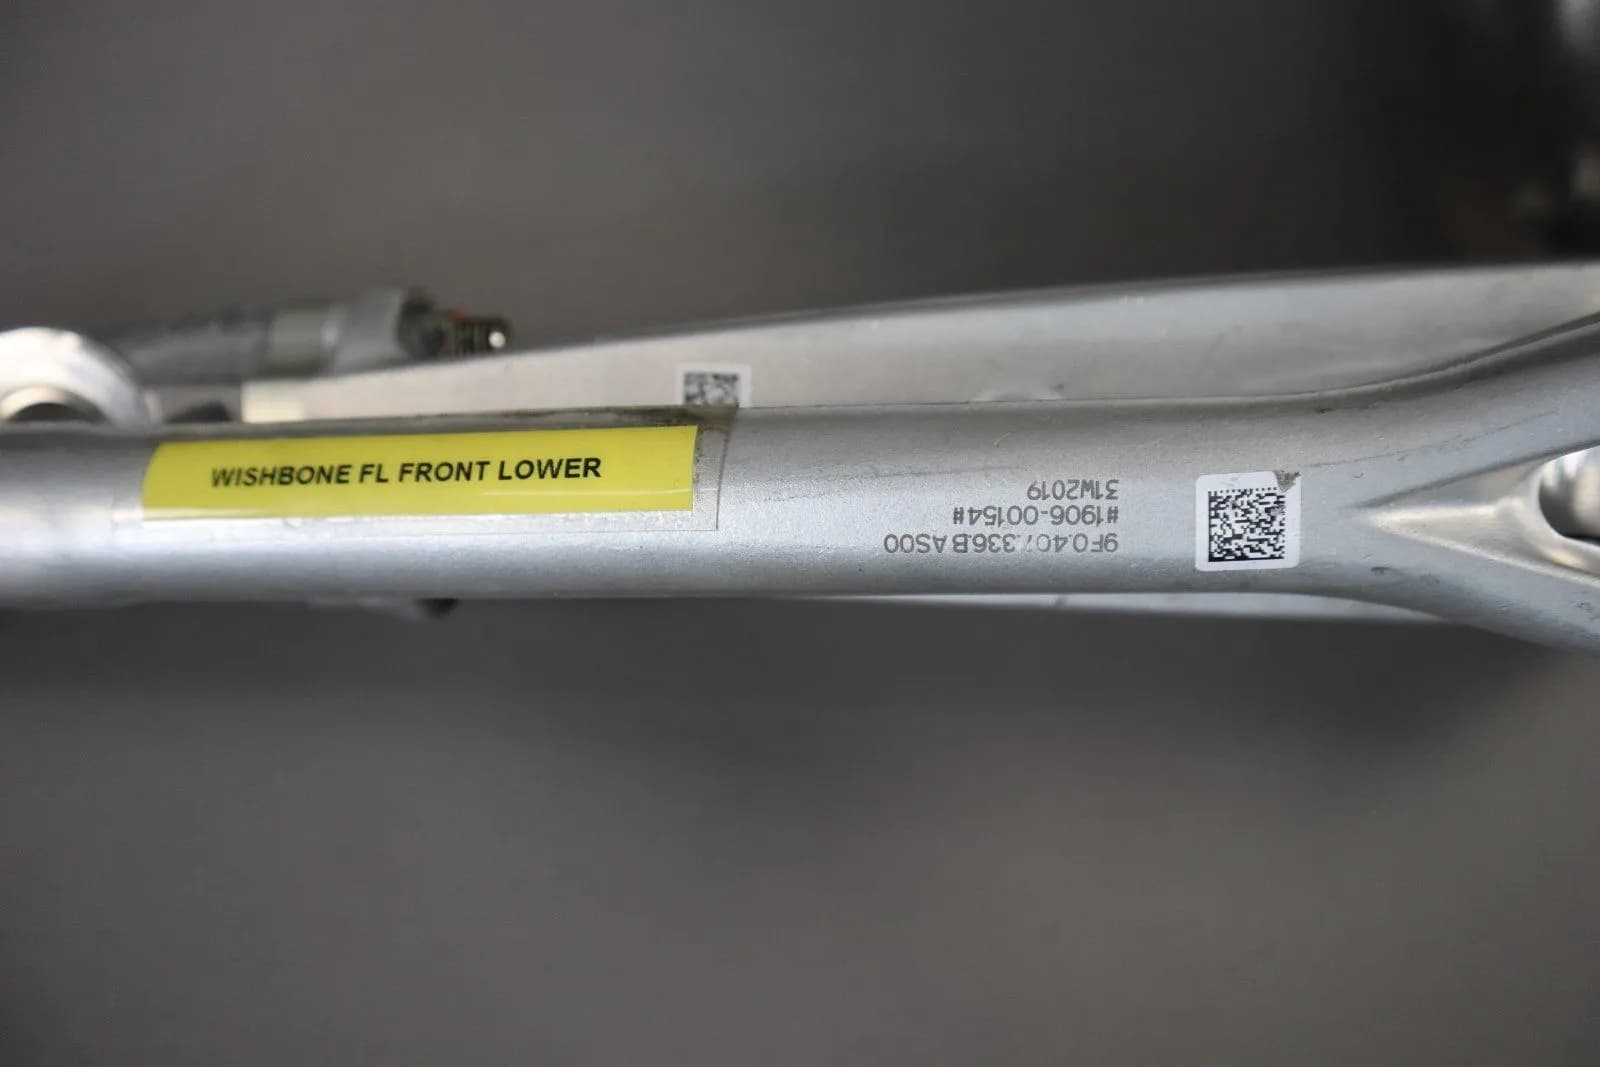 WISHBONE FL FRONT LOWER
9F0.407.336.B AS00
#1906-00154#
31W2019